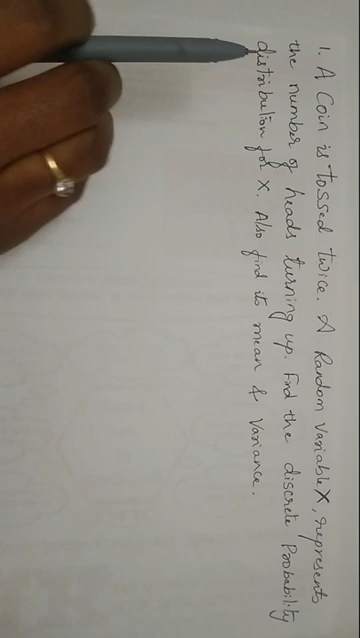 1. A Coin is tossed twice. A Random Variable X, represents
the number of heads turning up. Find the discrete Probability
distribution for X. Also find its mean & Variance.